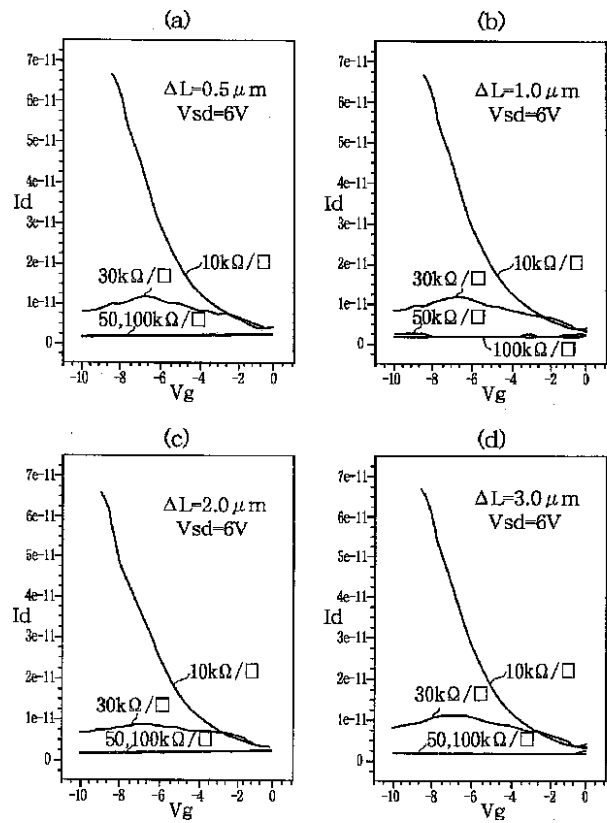 (a)
7e-11
6e-11
5e-11
4e-11
3e-11
2e-11
1e-11
0
Id
ΔL=0.5μm
Vsd=6V
10kΩ/□
30kΩ/□
50,100kΩ/□
-10 -8 -6 -4 -2 0
Vg
(b)
7e-11
6e-11
5e-11
4e-11
3e-11
2e-11
1e-11
0
Id
ΔL=1.0μm
Vsd=6V
10kΩ/□
30kΩ/□
50kΩ/□
100kΩ/□
-10 -8 -6 -4 -2 0
Vg
(c)
7e-11
6e-11
5e-11
4e-11
3e-11
2e-11
1e-11
0
Id
ΔL=2.0μm
Vsd=6V
10kΩ/□
30kΩ/□
50,100kΩ/□
-10 -8 -6 -4 -2 0
Vg
(d)
7e-11
6e-11
5e-11
4e-11
3e-11
2e-11
1e-11
0
Id
ΔL=3.0μm
Vsd=6V
10kΩ/□
30kΩ/□
50,100kΩ/□
-10 -8 -6 -4 -2 0
Vg